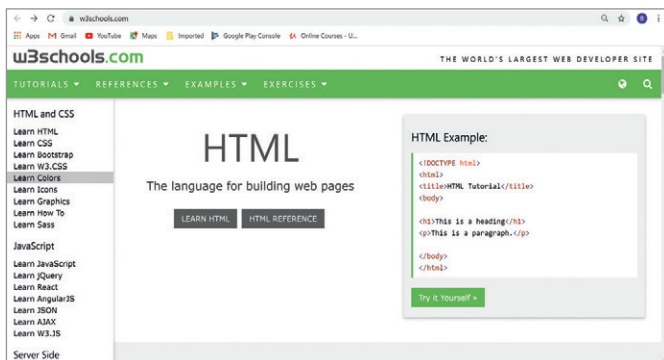 w3schools.com
Apps Gmail YouTube Maps Imported Google Play Console Online Courses - U...
w3schools.com
THE WORLD'S LARGEST WEB DEVELOPER SITE
TUTORIALS REFERENCES EXAMPLES EXERCISES
HTML and CSS
Learn HTML
Learn CSS
Learn Bootstrap
Learn W3.CSS
Learn Colors
Learn Icons
Learn Graphics
Learn How To
Learn Sass
JavaScript
Learn JavaScript
Learn jQuery
Learn React
Learn AngularJS
Learn JSON
Learn AJAX
Learn W3.JS
Server Side
HTML
The language for building web pages
LEARN HTML HTML REFERENCE
HTML Example:
<!DOCTYPE html>
<html>
<title>HTML Tutorial</title>
<body>
<h1>This is a heading</h1>
<p>This is a paragraph.</p>
</body>
</html>
Try it Yourself »